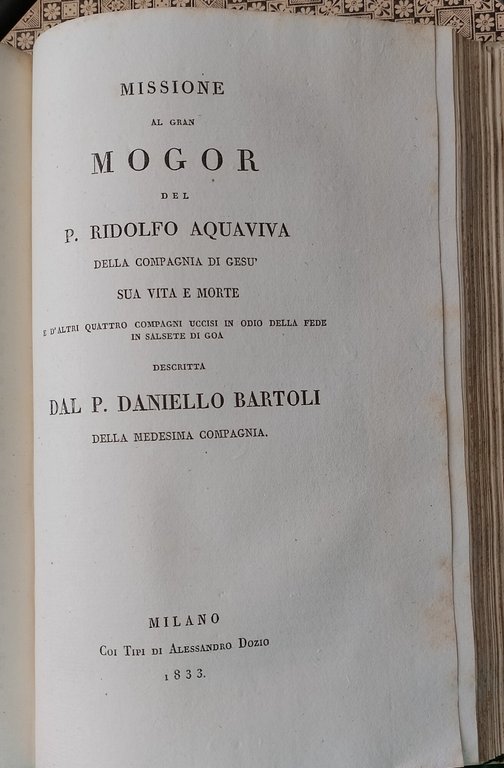 MISSIONE
AL GRAN
MOGOR
DEL
P. RIDOLFO AQUAVIVA
DELLA COMPAGNIA DI GESU'
SUA VITA E MORTE
E D'ALTRI QUATTRO COMPAGNI UCCISI IN ODIO DELLA FEDE
IN SALSETE DI GOA
DESCRITTA
DAL P. DANIELLO BARTOLI
DELLA MEDESIMA COMPAGNIA.
MILANO
COI TIPI DI ALESSANDRO DOZIO
1833.